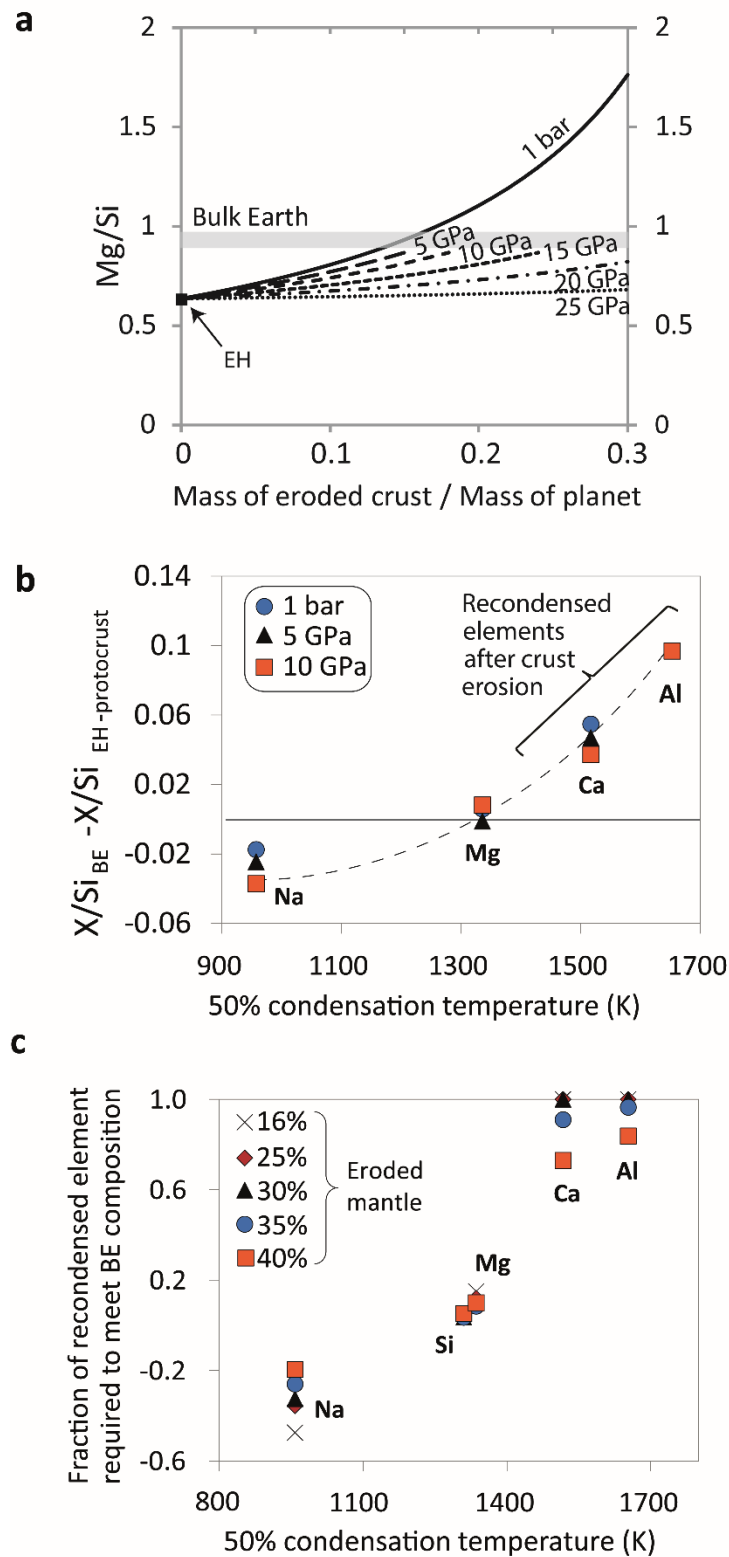 a
2
2
1.5
1.5
1 bar
Bulk Earth
1
1
5 GPa
10 GPa
15 GPa
20 GPa
25 GPa
0.5
0.5
EH
0
0
0
0.1
0.2
0.3
Mg/Si
Mass of eroded crust / Mass of planet
b
0.14
0.1
0.06
0.02
-0.02
-0.06
1 bar
5 GPa
10 GPa
Recondensed
elements
after crust
erosion
Al
Ca
Mg
Na
X/Si BE -X/Si EH-protocrust
900
1100
1300
1500
1700
50% condensation temperature (K)
c
1.0
0.6
0.2
-0.2
-0.6
16%
25%
30%
35%
40%
Eroded
mantle
Ca
Al
Mg
Si
Na
Fraction of recondensed element
required to meet BE composition
800
1100
1400
1700
50% condensation temperature (K)